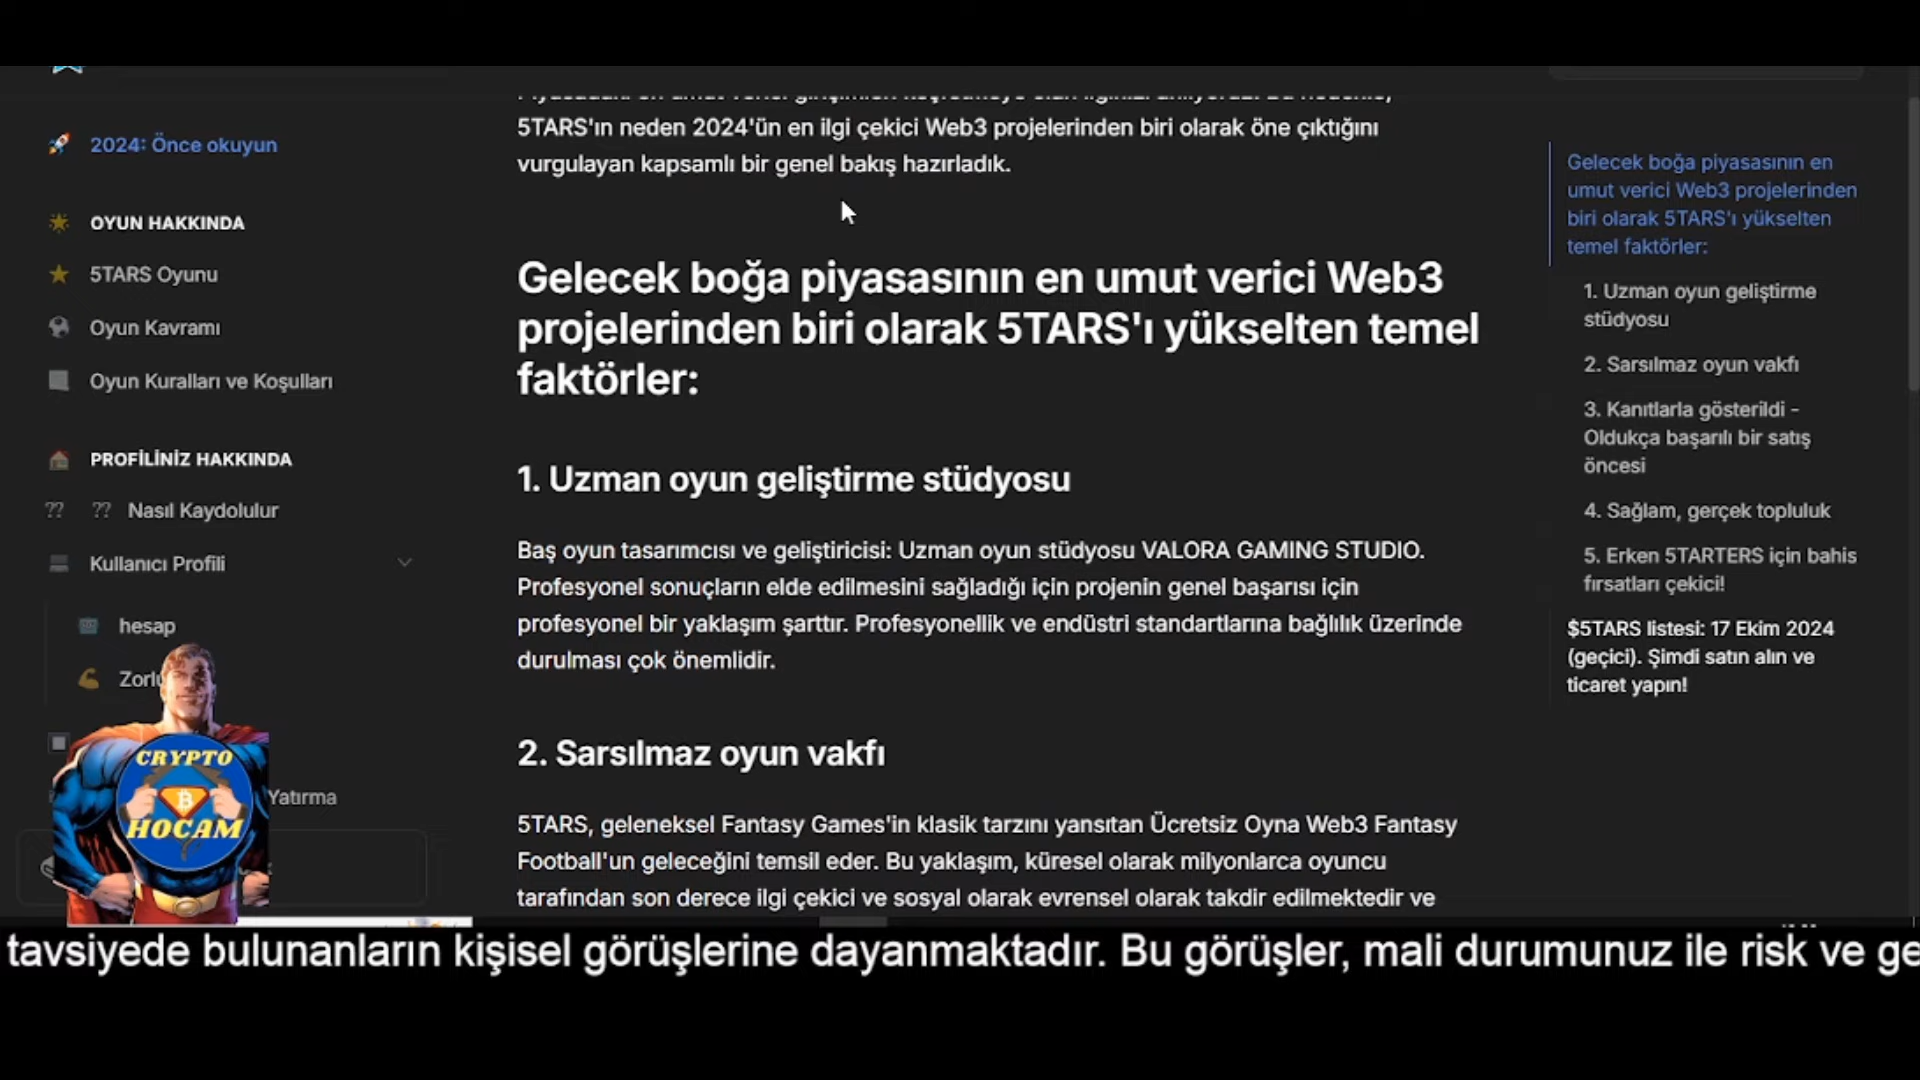 2024: Önce okuyun
OYUN HAKKINDA
5TARS Oyunu
Oyun Kavramı
Oyun Kuralları ve Koşulları
PROFİLİNİZ HAKKINDA
?? ?? Nasıl Kaydolulur
Kullanıcı Profili
hesap
Yatırma
CRYPTO
HOCAM
5TARS'ın neden 2024'ün en ilgi çekici Web3 projelerinden biri olarak öne çıktığını
vurgulayan kapsamlı bir genel bakış hazırladık.
Gelecek boğa piyasasının en umut verici Web3
projelerinden biri olarak 5TARS'ı yükselten temel
faktörler:
1. Uzman oyun geliştirme stüdyosu
Baş oyun tasarımcısı ve geliştiricisi: Uzman oyun stüdyosu VALORA GAMING STUDIO.
Profesyonel sonuçların elde edilmesini sağladığı için projenin genel başarısı için
profesyonel bir yaklaşım şarttır. Profesyonellik ve endüstri standartlarına bağlılık üzerinde
durulması çok önemlidir.
2. Sarsılmaz oyun vakfı
5TARS, geleneksel Fantasy Games'in klasik tarzını yansıtan Ücretsiz Oyna Web3 Fantasy
Football'un geleceğini temsil eder. Bu yaklaşım, küresel olarak milyonlarca oyuncu
tarafından son derece ilgi çekici ve sosyal olarak evrensel olarak takdir edilmektedir ve
Gelecek boğa piyasasının en
umut verici Web3 projelerinden
biri olarak 5TARS'ı yükselten
temel faktörler:
1. Uzman oyun geliştirme
stüdyosu
2. Sarsılmaz oyun vakfı
3. Kanıtlarla gösterildi -
Oldukça başarılı bir satış
öncesi
4. Sağlam, gerçek topluluk
5. Erken 5TARTERS için bahis
fırsatları çekici!
$5TARS listesi: 17 Ekim 2024
(geçici). Şimdi satın alın ve
ticaret yapın!
tavsiyede bulunanların kişisel görüşlerine dayanmaktadır. Bu görüşler, mali durumunuz ile risk ve ge